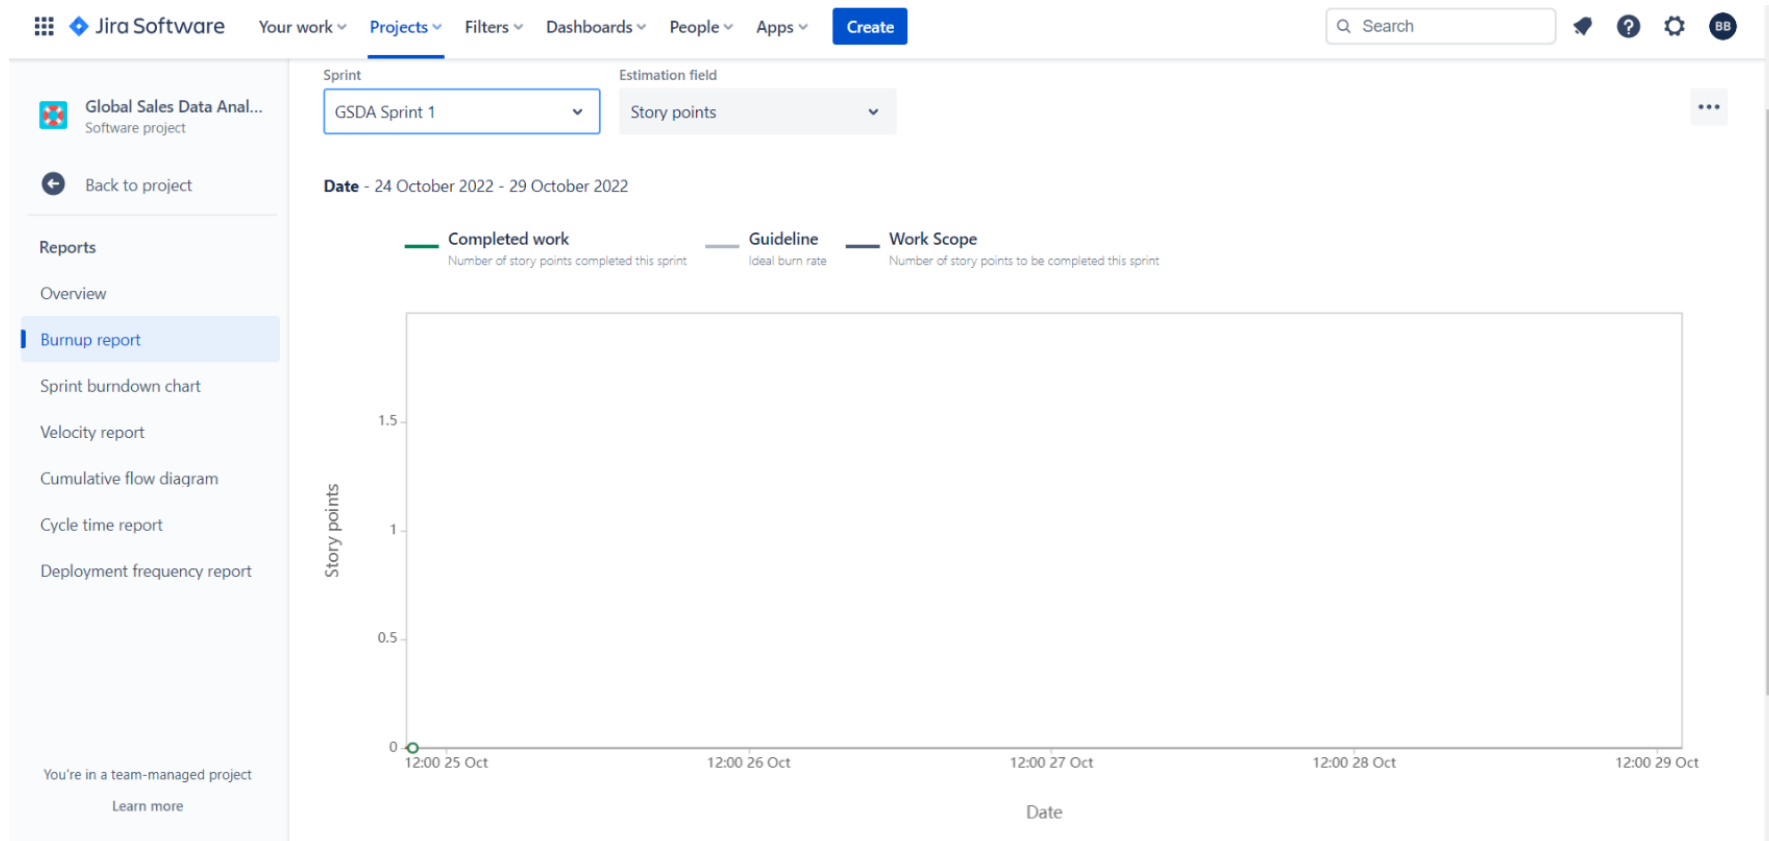 Jira Software Your work Projects Filters Dashboards People Apps Create Search BB
Global Sales Data Anal...
Software project
Back to project
Reports
Overview
Burnup report
Sprint burndown chart
Velocity report
Cumulative flow diagram
Cycle time report
Deployment frequency report
You're in a team-managed project
Learn more
Sprint Estimation field
GSDA Sprint 1 Story points
Date - 24 October 2022 - 29 October 2022
Completed work Guideline Work Scope
Number of story points completed this sprint Ideal burn rate Number of story points to be completed this sprint
1.5
1
0.5
0
Story points
12:00 25 Oct 12:00 26 Oct 12:00 27 Oct 12:00 28 Oct 12:00 29 Oct
Date